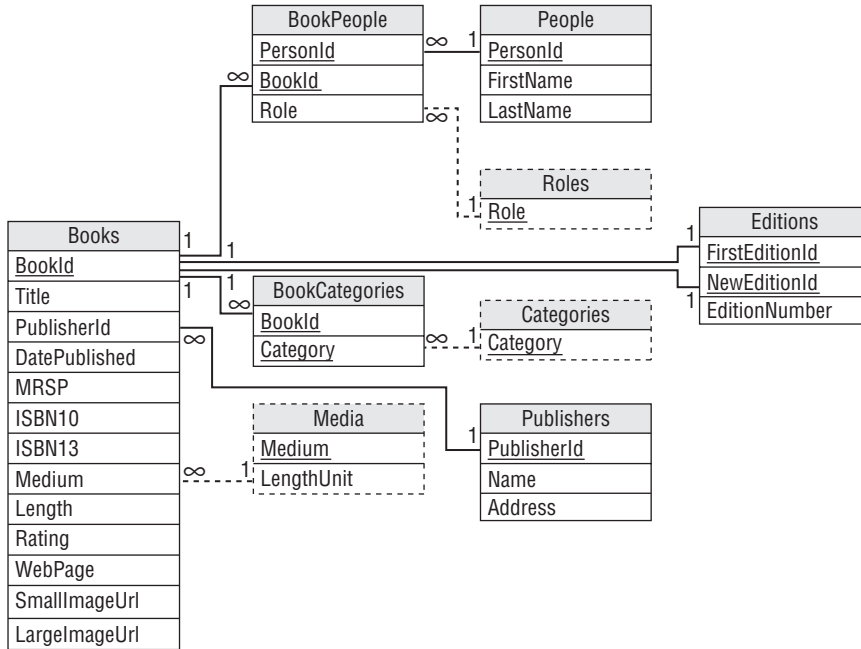 BookPeople
PersonId
BookId
Role
∞
∞
∞
1
People
PersonId
FirstName
LastName
Roles
1
Role
Books
BookId
Title
PublisherId
DatePublished
MRSP
ISBN10
ISBN13
Medium
Length
Rating
WebPage
SmallImageUrl
LargeImageUrl
1
1
1
1
∞
∞
BookCategories
BookId
Category
∞
1
Categories
Category
Editions
FirstEditionId
NewEditionId
EditionNumber
1
1
Media
Medium
LengthUnit
∞
1
Publishers
PublisherId
Name
Address
1